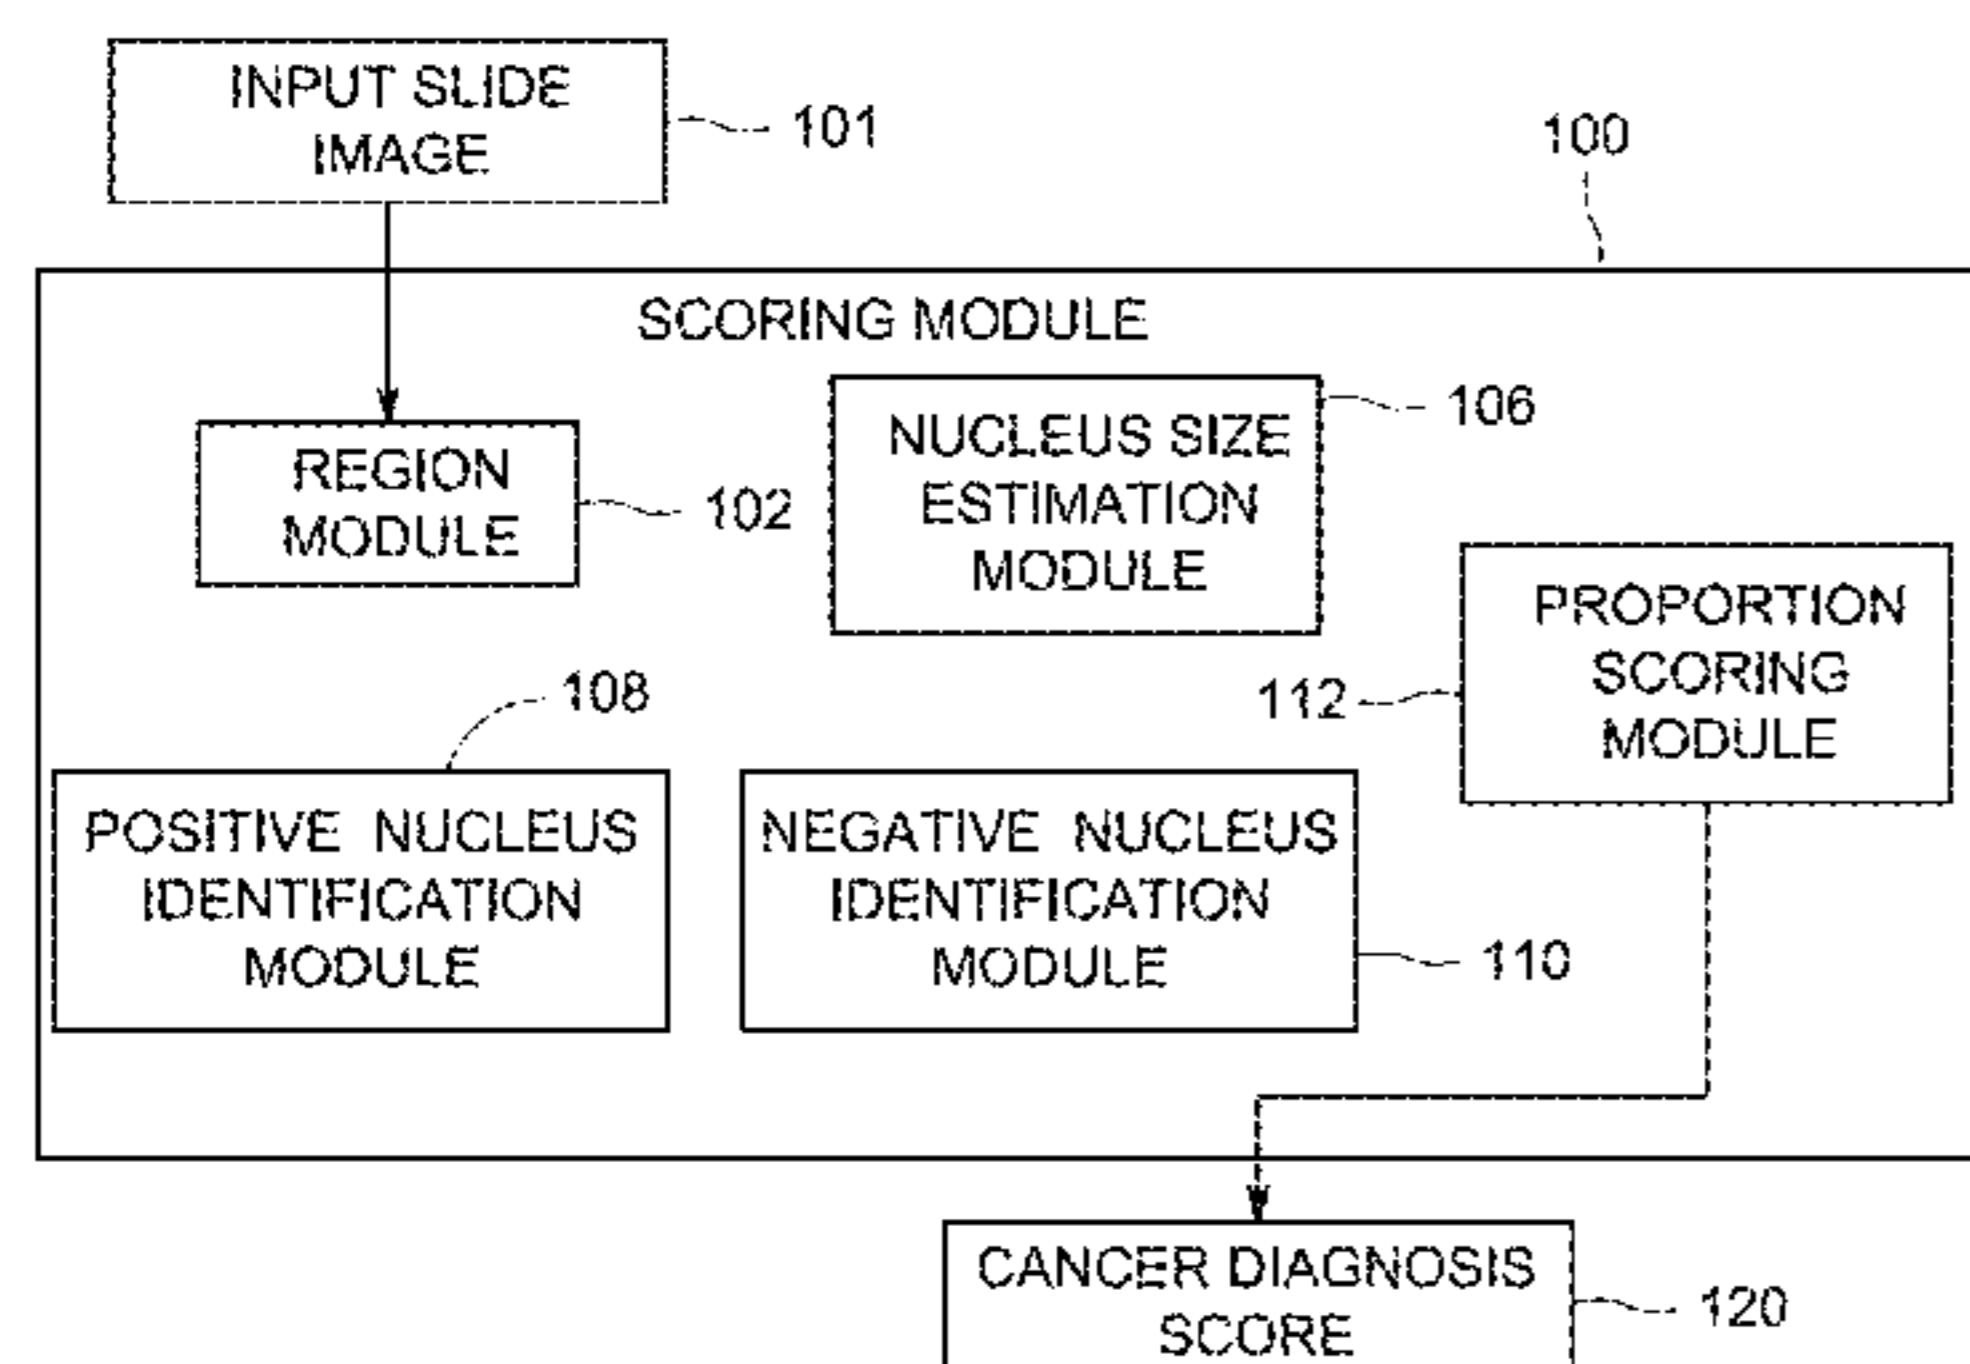 INPUT SLIDE
IMAGE
101
100
SCORING MODULE
REGION
MODULE
102
NUCLEUS SIZE
ESTIMATION
MODULE
106
PROPORTION
SCORING
MODULE
112
108
POSITIVE NUCLEUS
IDENTIFICATION
MODULE
NEGATIVE NUCLEUS
IDENTIFICATION
MODULE
110
CANCER DIAGNOSIS
SCORE
120